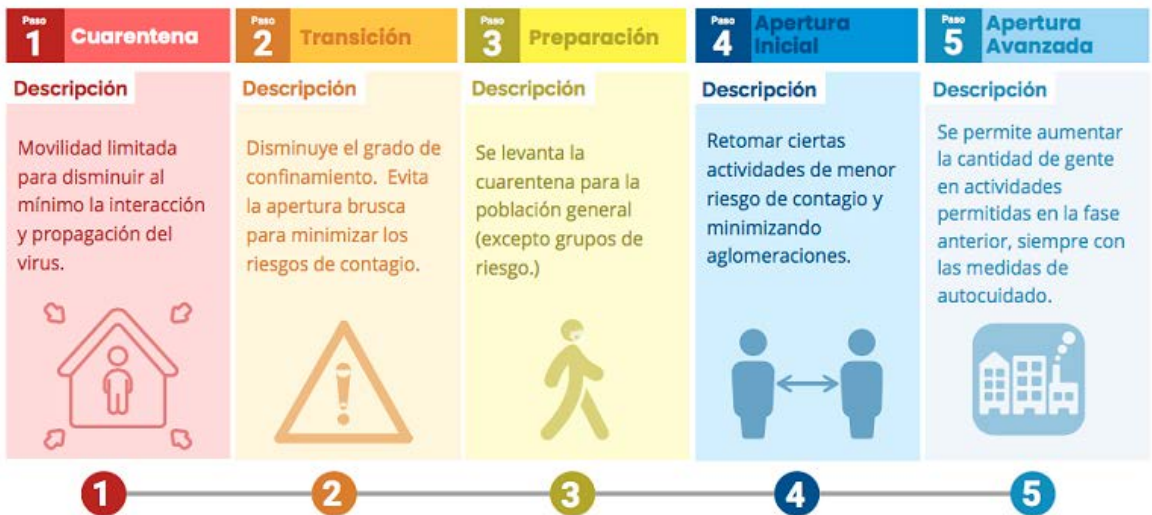 Paso
1
Cuarentena
Descripción
Movilidad limitada
para disminuir al
mínimo la interacción
y propagación del
virus.
Paso
2
Transición
Descripción
Disminuye el grado de
confinamiento. Evita
la apertura brusca
para minimizar los
riesgos de contagio.
Paso
3
Preparación
Descripción
Se levanta la
cuarentena para la
población general
(excepto grupos de
riesgo.)
Paso
4
Apertura
Inicial
Descripción
Retomar ciertas
actividades de menor
riesgo de contagio y
minimizando
aglomeraciones.
Paso
5
Apertura
Avanzada
Descripción
Se permite aumentar
la cantidad de gente
en actividades
permitidas en la fase
anterior, siempre con
las medidas de
autocuidado.
1
2
3
4
5